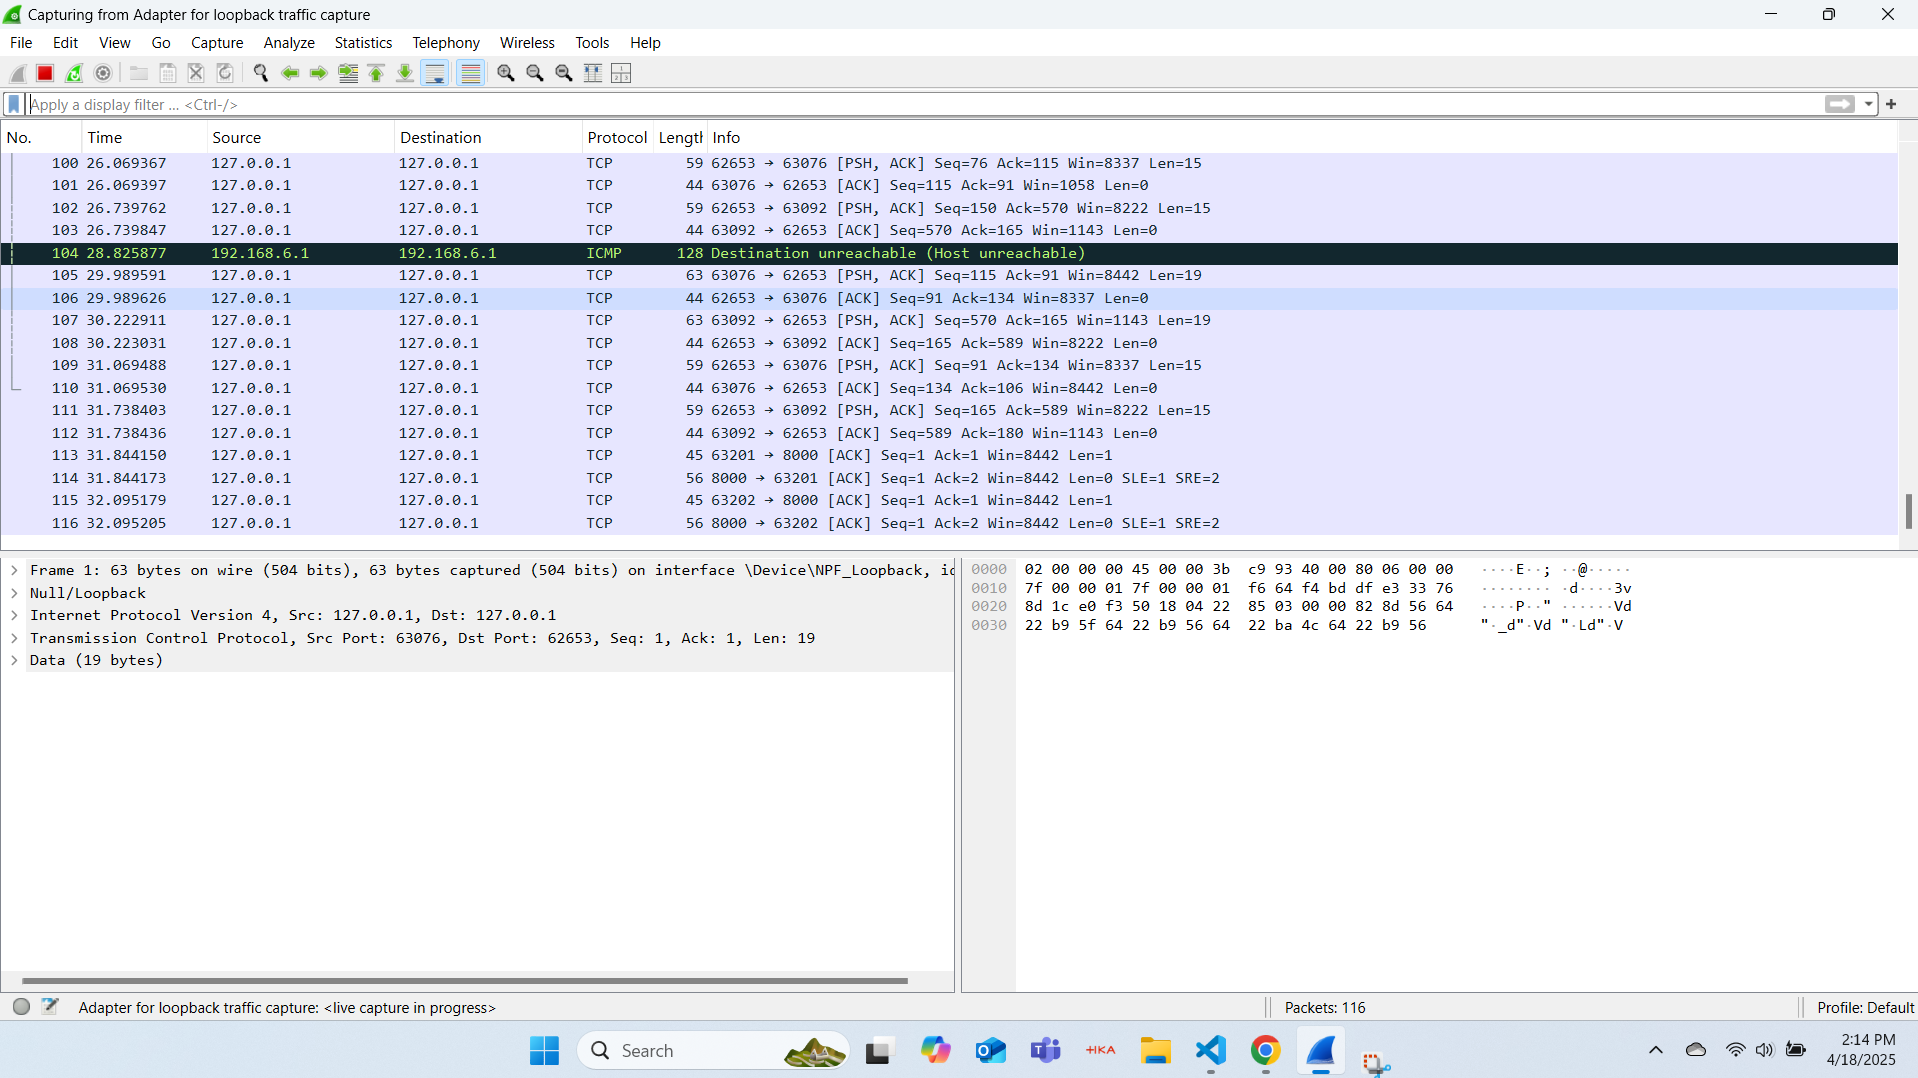 Capturing from Adapter for loopback traffic capture
File Edit View Go Capture Analyze Statistics Telephony Wireless Tools Help
Apply a display filter ... <Ctrl-/>
No. Time Source Destination Protocol Length Info
100 26.069367 127.0.0.1 127.0.0.1 TCP 59 62653 → 63076 [PSH, ACK] Seq=76 Ack=115 Win=8337 Len=15
101 26.069397 127.0.0.1 127.0.0.1 TCP 44 63076 → 62653 [ACK] Seq=115 Ack=91 Win=1058 Len=0
102 26.739762 127.0.0.1 127.0.0.1 TCP 59 62653 → 63092 [PSH, ACK] Seq=150 Ack=570 Win=8222 Len=15
103 26.739847 127.0.0.1 127.0.0.1 TCP 44 63092 → 62653 [ACK] Seq=570 Ack=165 Win=1143 Len=0
104 28.825877 192.168.6.1 192.168.6.1 ICMP 128 Destination unreachable (Host unreachable)
105 29.989591 127.0.0.1 127.0.0.1 TCP 63 63076 → 62653 [PSH, ACK] Seq=115 Ack=91 Win=8442 Len=19
106 29.989626 127.0.0.1 127.0.0.1 TCP 44 62653 → 63076 [ACK] Seq=91 Ack=134 Win=8337 Len=0
107 30.222911 127.0.0.1 127.0.0.1 TCP 63 63092 → 62653 [PSH, ACK] Seq=570 Ack=165 Win=1143 Len=19
108 30.223031 127.0.0.1 127.0.0.1 TCP 44 62653 → 63092 [ACK] Seq=165 Ack=589 Win=8222 Len=0
109 31.069488 127.0.0.1 127.0.0.1 TCP 59 62653 → 63076 [PSH, ACK] Seq=91 Ack=134 Win=8337 Len=15
110 31.069530 127.0.0.1 127.0.0.1 TCP 44 63076 → 62653 [ACK] Seq=134 Ack=106 Win=8442 Len=0
111 31.738403 127.0.0.1 127.0.0.1 TCP 59 62653 → 63092 [PSH, ACK] Seq=165 Ack=589 Win=8222 Len=15
112 31.738436 127.0.0.1 127.0.0.1 TCP 44 63092 → 62653 [ACK] Seq=589 Ack=180 Win=1143 Len=0
113 31.844150 127.0.0.1 127.0.0.1 TCP 45 63201 → 8000 [ACK] Seq=1 Ack=1 Win=8442 Len=1
114 31.844173 127.0.0.1 127.0.0.1 TCP 56 8000 → 63201 [ACK] Seq=1 Ack=2 Win=8442 Len=0 SLE=1 SRE=2
115 32.095179 127.0.0.1 127.0.0.1 TCP 45 63202 → 8000 [ACK] Seq=1 Ack=1 Win=8442 Len=1
116 32.095205 127.0.0.1 127.0.0.1 TCP 56 8000 → 63202 [ACK] Seq=1 Ack=2 Win=8442 Len=0 SLE=1 SRE=2
Frame 1: 63 bytes on wire (504 bits), 63 bytes captured (504 bits) on interface \Device\NPF_Loopback, ic
Null/Loopback
Internet Protocol Version 4, Src: 127.0.0.1, Dst: 127.0.0.1
Transmission Control Protocol, Src Port: 63076, Dst Port: 62653, Seq: 1, Ack: 1, Len: 19
Data (19 bytes)
0000 02 00 00 00 45 00 00 3b c9 93 40 00 80 06 00 00 ····E··; ··@·····
0010 7f 00 00 01 7f 00 00 01 f6 64 f4 bd df e3 33 76 ········ ·d····3v
0020 8d 1c e0 f3 50 18 04 22 85 03 00 00 82 8d 56 64 ····P··" ······Vd
0030 22 b9 5f 64 22 b9 56 64 22 ba 4c 64 22 b9 56 "·_d"·Vd "·Ld"·V
Adapter for loopback traffic capture: <live capture in progress>
Packets: 116
Profile: Default
Search
HKA
2:14 PM
4/18/2025